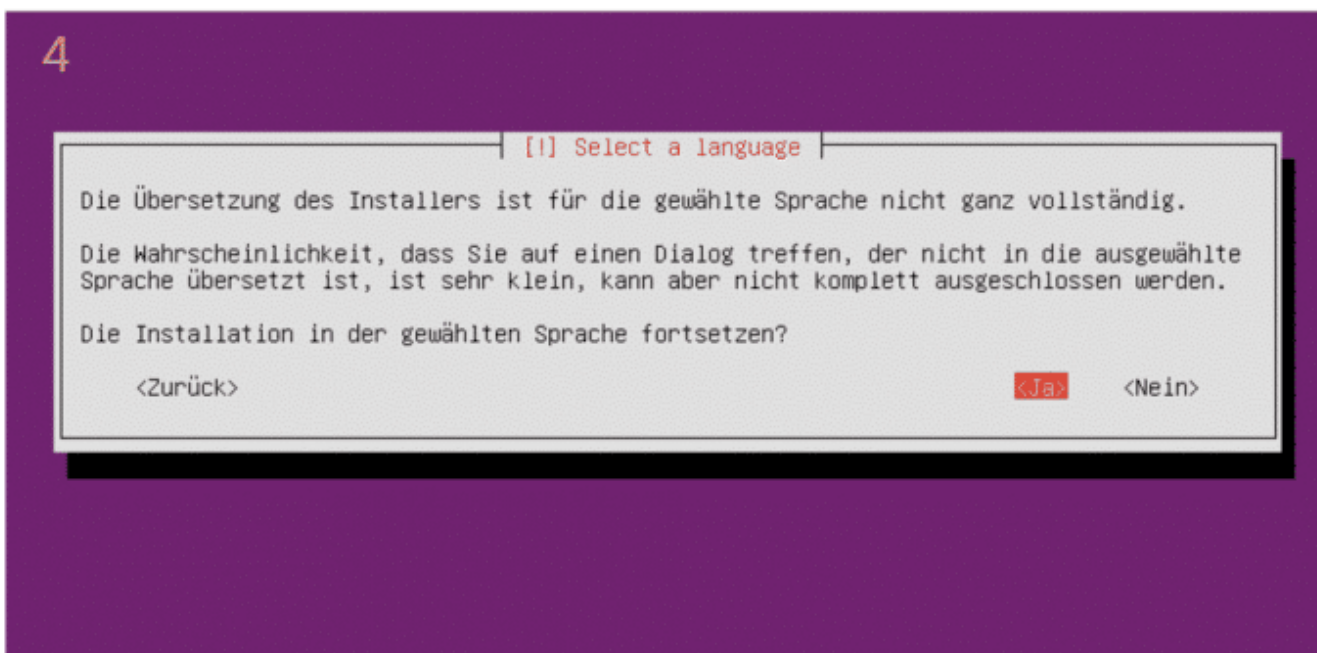 4
[!] Select a language
Die Übersetzung des Installers ist für die gewählte Sprache nicht ganz vollständig.
Die Wahrscheinlichkeit, dass Sie auf einen Dialog treffen, der nicht in die ausgewählte
Sprache übersetzt ist, ist sehr klein, kann aber nicht komplett ausgeschlossen werden.
Die Installation in der gewählten Sprache fortsetzen?
<Zurück> <Ja> <Nein>